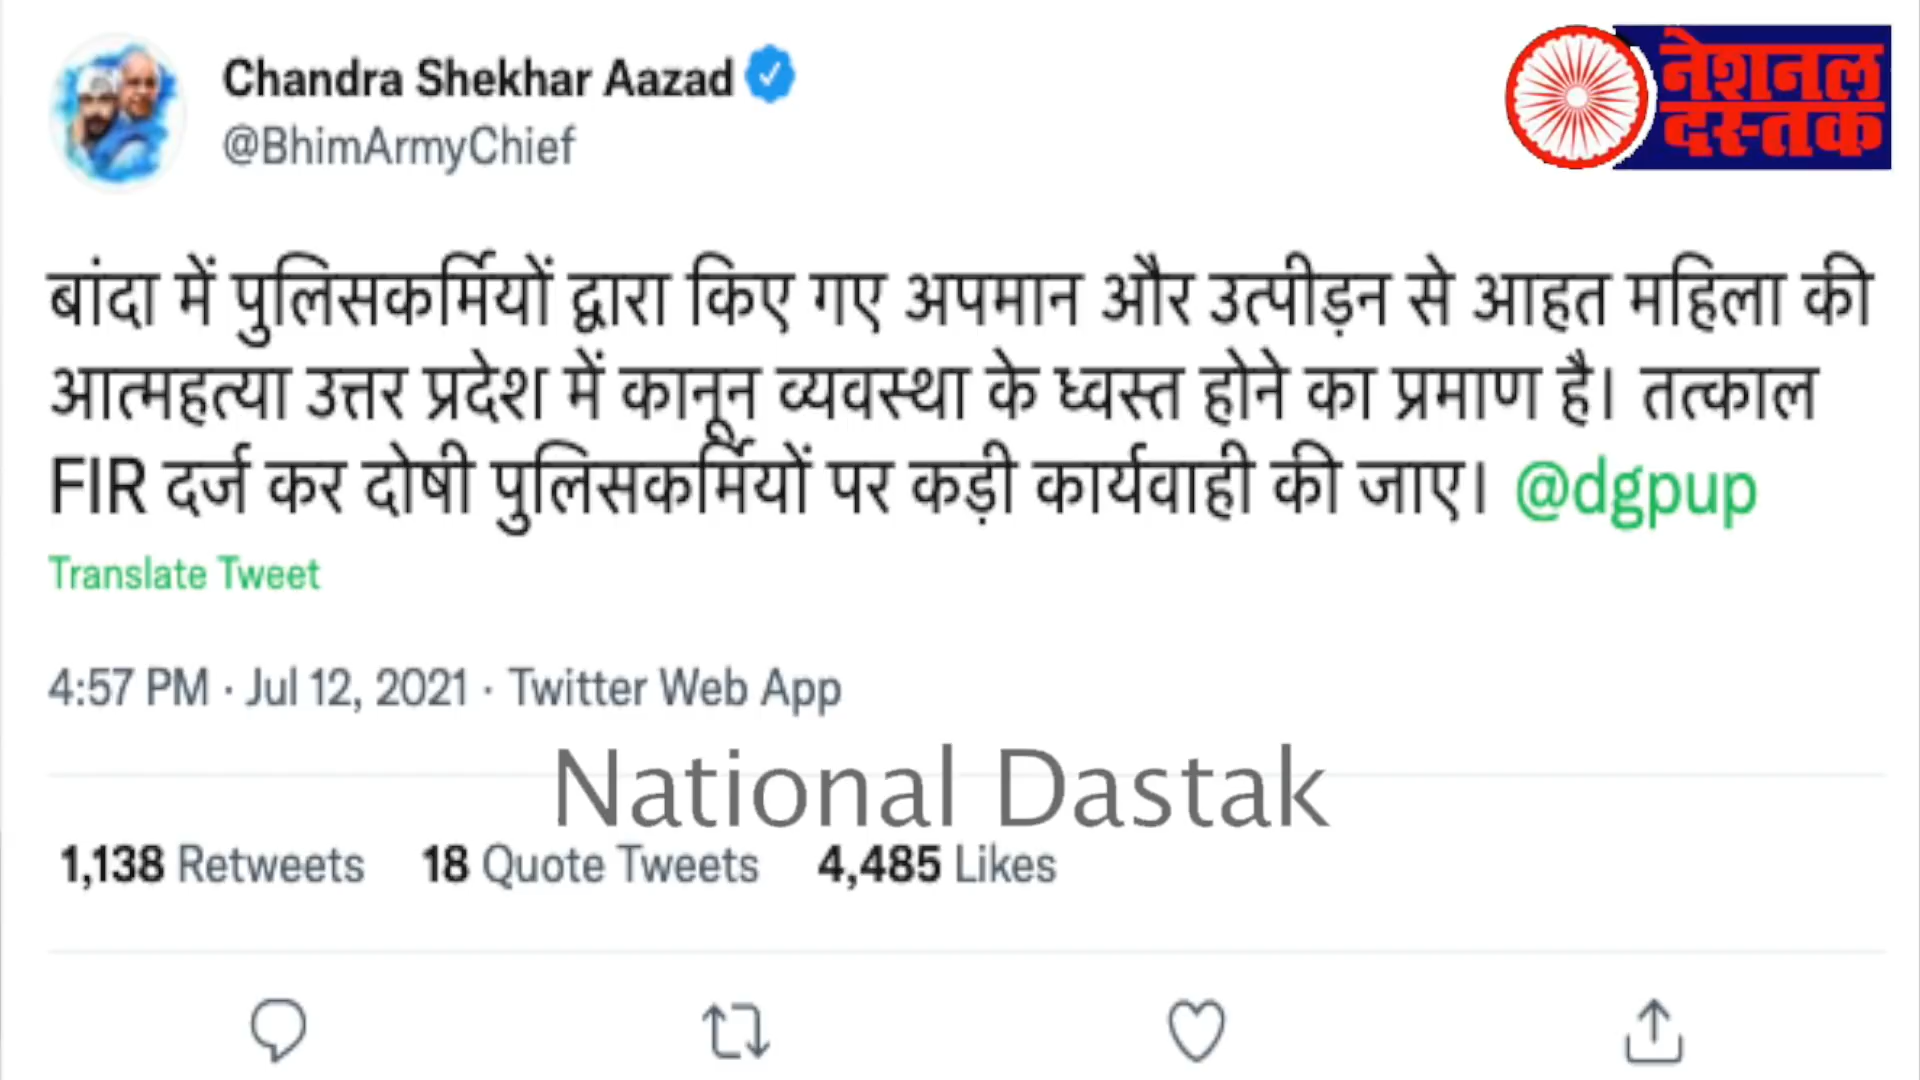 Chandra Shekhar Aazad
@BhimArmyChief
नेशनल
दस्तक
बांदा में पुलिसकर्मियों द्वारा किए गए अपमान और उत्पीड़न से आहत महिला की
आत्महत्या उत्तर प्रदेश में कानून व्यवस्था के ध्वस्त होने का प्रमाण है। तत्काल
FIR दर्ज कर दोषी पुलिसकर्मियों पर कड़ी कार्यवाही की जाए। @dgpup
Translate Tweet
4:57 PM · Jul 12, 2021 · Twitter Web App
National Dastak
1,138 Retweets 18 Quote Tweets 4,485 Likes